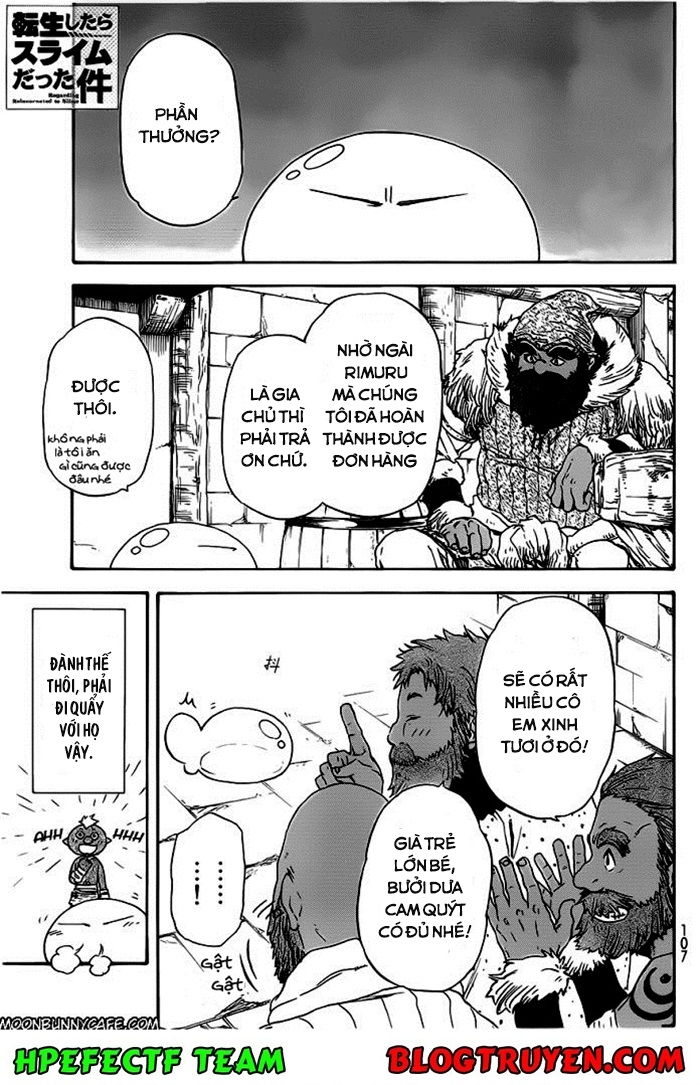 転生したら
スライム
だった件
Regarding
Reincarnated to Slime
PHẦN
THƯỞNG?
NHỜ NGÀI
RIMURU
MÀ CHÚNG
TÔI ĐÃ HOÀN
THÀNH ĐƯỢC
ĐƠN HÀNG
LÀ GIA
CHỦ THÌ
PHẢI TRẢ
ƠN CHỨ.
ĐƯỢC
THÔI.
không phải
là tôi ăn
gì cũng được
đâu nhé
SẼ CÓ RẤT
NHIỀU CÔ
EM XINH
TƯƠI Ở ĐÓ!
GIÀ TRẺ
LỚN BÉ,
BƯỞI DƯA
CAM QUÝT
CÓ ĐỦ NHÉ!
......!
Gật
Gật
ĐÀNH THẾ
THÔI, PHẢI
ĐI QUẨY
VỚI HỌ
VẬY.
AHH
HHH
107
MOONBUNNYCAFE.COM
HPEFECTF TEAM
BLOGTRUYEN.COM